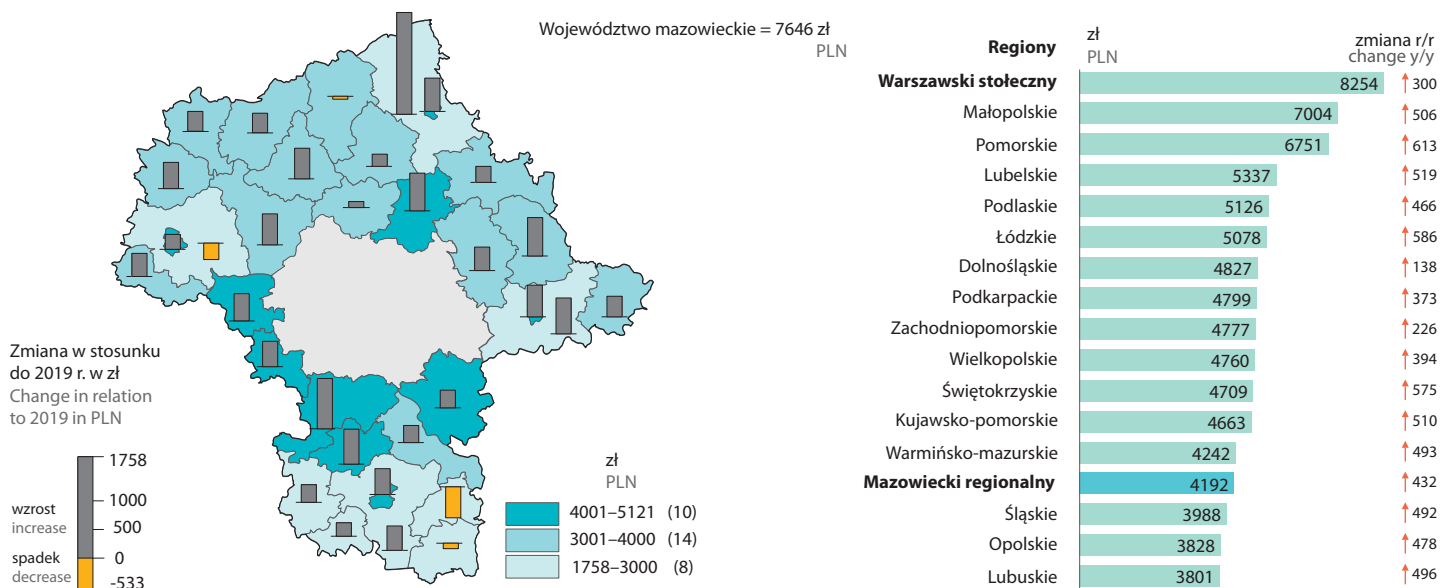 Województwo mazowieckie = 7646 zł
PLN
Zmiana w stosunku
do 2019 r. w zł
Change in relation
to 2019 in PLN
1758
1000
500
0
-533
wzrost
increase
spadek
decrease
zł
PLN
4001–5121 (10)
3001–4000 (14)
1758–3000 (8)
Regiony
zł
PLN
zmiana r/r
change y/y
Warszawski stołeczny 8254 300
Małopolskie 7004 506
Pomorskie 6751 613
Lubelskie 5337 519
Podlaskie 5126 466
Łódzkie 5078 586
Dolnośląskie 4827 138
Podkarpackie 4799 373
Zachodniopomorskie 4777 226
Wielkopolskie 4760 394
Świętokrzyskie 4709 575
Kujawsko-pomorskie 4663 510
Warmińsko-mazurskie 4242 493
Mazowiecki regionalny 4192 432
Śląskie 3988 492
Opolskie 3828 478
Lubuskie 3801 496